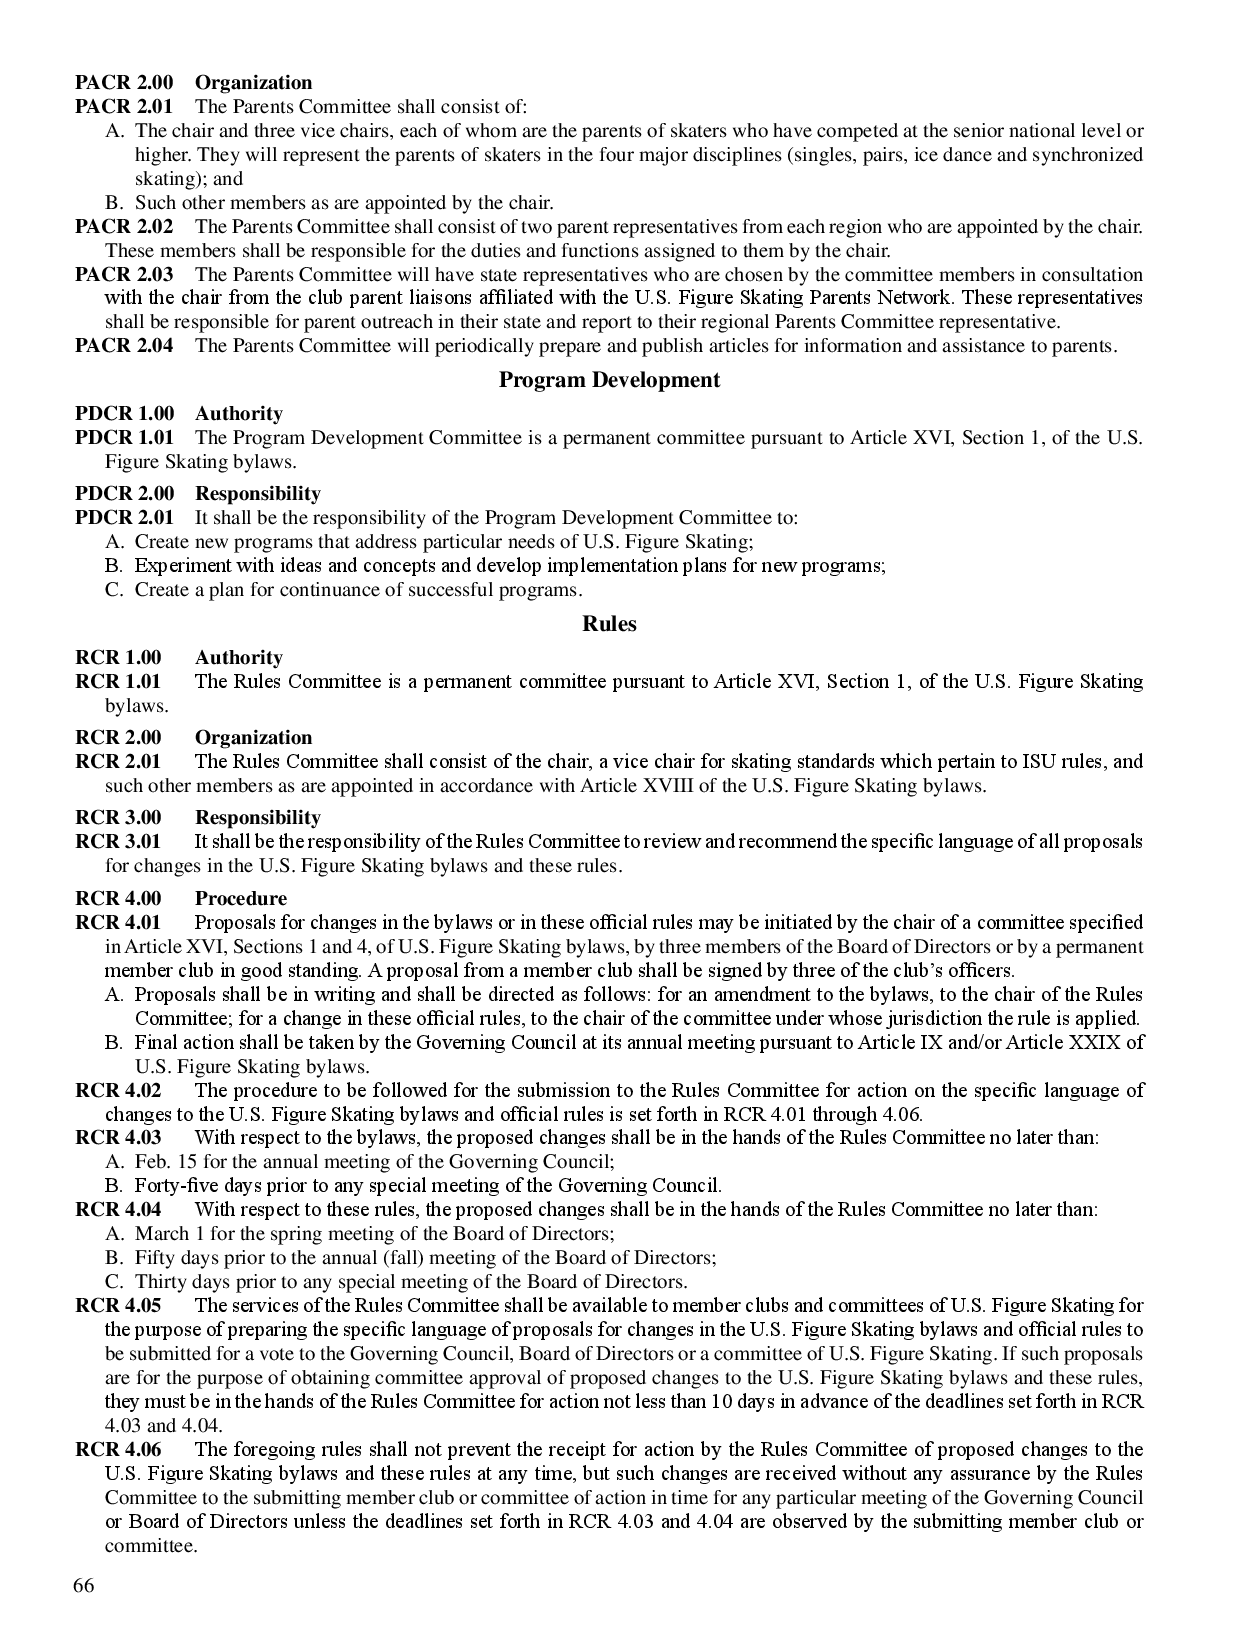 PACR 2.00 Organization
PACR 2.01 The Parents Committee shall consist of:
A. The chair and three vice chairs, each of whom are the parents of skaters who have competed at the senior national level or
higher. They will represent the parents of skaters in the four major disciplines (singles, pairs, ice dance and synchronized
skating); and
B. Such other members as are appointed by the chair.
PACR 2.02 The Parents Committee shall consist of two parent representatives from each region who are appointed by the chair.
These members shall be responsible for the duties and functions assigned to them by the chair.
PACR 2.03 The Parents Committee will have state representatives who are chosen by the committee members in consultation
with the chair from the club parent liaisons affiliated with the U.S. Figure Skating Parents Network. These representatives
shall be responsible for parent outreach in their state and report to their regional Parents Committee representative.
PACR 2.04 The Parents Committee will periodically prepare and publish articles for information and assistance to parents.
Program Development
PDCR 1.00 Authority
PDCR 1.01 The Program Development Committee is a permanent committee pursuant to Article XVI, Section 1, of the U.S.
Figure Skating bylaws.
PDCR 2.00 Responsibility
PDCR 2.01 It shall be the responsibility of the Program Development Committee to:
A. Create new programs that address particular needs of U.S. Figure Skating;
B. Experiment with ideas and concepts and develop implementation plans for new programs;
C. Create a plan for continuance of successful programs.
Rules
RCR 1.00 Authority
RCR 1.01 The Rules Committee is a permanent committee pursuant to Article XVI, Section 1, of the U.S. Figure Skating
bylaws.
RCR 2.00 Organization
RCR 2.01 The Rules Committee shall consist of the chair, a vice chair for skating standards which pertain to ISU rules, and
such other members as are appointed in accordance with Article XVIII of the U.S. Figure Skating bylaws.
RCR 3.00 Responsibility
RCR 3.01 It shall be the responsibility of the Rules Committee to review and recommend the specific language of all proposals
for changes in the U.S. Figure Skating bylaws and these rules.
RCR 4.00 Procedure
RCR 4.01 Proposals for changes in the bylaws or in these official rules may be initiated by the chair of a committee specified
in Article XVI, Sections 1 and 4, of U.S. Figure Skating bylaws, by three members of the Board of Directors or by a permanent
member club in good standing. A proposal from a member club shall be signed by three of the club’s officers.
A. Proposals shall be in writing and shall be directed as follows: for an amendment to the bylaws, to the chair of the Rules
Committee; for a change in these official rules, to the chair of the committee under whose jurisdiction the rule is applied.
B. Final action shall be taken by the Governing Council at its annual meeting pursuant to Article IX and/or Article XXIX of
U.S. Figure Skating bylaws.
RCR 4.02 The procedure to be followed for the submission to the Rules Committee for action on the specific language of
changes to the U.S. Figure Skating bylaws and official rules is set forth in RCR 4.01 through 4.06.
RCR 4.03 With respect to the bylaws, the proposed changes shall be in the hands of the Rules Committee no later than:
A. Feb. 15 for the annual meeting of the Governing Council;
B. Forty-five days prior to any special meeting of the Governing Council.
RCR 4.04 With respect to these rules, the proposed changes shall be in the hands of the Rules Committee no later than:
A. March 1 for the spring meeting of the Board of Directors;
B. Fifty days prior to the annual (fall) meeting of the Board of Directors;
C. Thirty days prior to any special meeting of the Board of Directors.
RCR 4.05 The services of the Rules Committee shall be available to member clubs and committees of U.S. Figure Skating for
the purpose of preparing the specific language of proposals for changes in the U.S. Figure Skating bylaws and official rules to
be submitted for a vote to the Governing Council, Board of Directors or a committee of U.S. Figure Skating. If such proposals
are for the purpose of obtaining committee approval of proposed changes to the U.S. Figure Skating bylaws and these rules,
they must be in the hands of the Rules Committee for action not less than 10 days in advance of the deadlines set forth in RCR
4.03 and 4.04.
RCR 4.06 The foregoing rules shall not prevent the receipt for action by the Rules Committee of proposed changes to the
U.S. Figure Skating bylaws and these rules at any time, but such changes are received without any assurance by the Rules
Committee to the submitting member club or committee of action in time for any particular meeting of the Governing Council
or Board of Directors unless the deadlines set forth in RCR 4.03 and 4.04 are observed by the submitting member club or
committee.
66